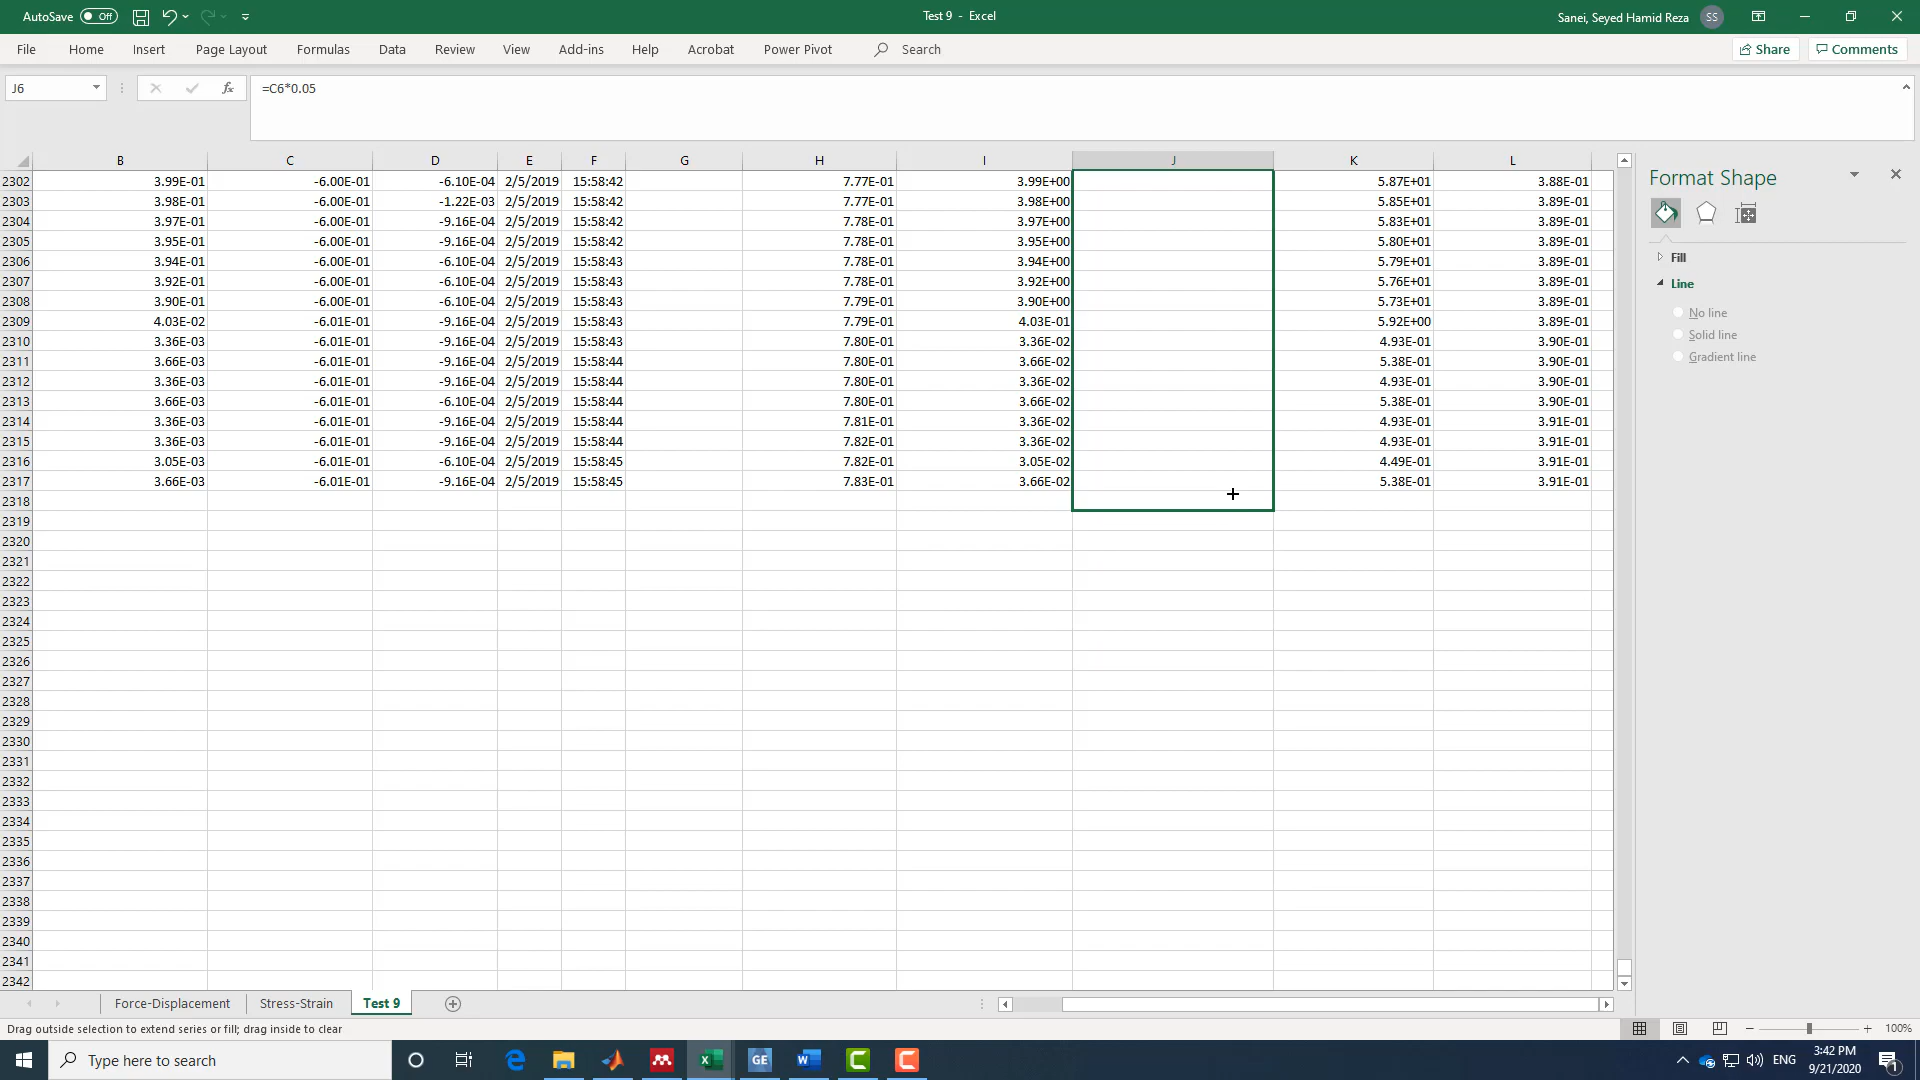 AutoSave Off Test 9 - Excel Sanei, Seyed Hamid Reza SS
File Home Insert Page Layout Formulas Data Review View Add-ins Help Acrobat Power Pivot Search Share Comments
J6 fx =C6*0.05
B C D E F G H I J K L
2302 3.99E-01 -6.00E-01 -6.10E-04 2/5/2019 15:58:42 7.77E-01 3.99E+00 5.87E+01 3.88E-01
2303 3.98E-01 -6.00E-01 -1.22E-03 2/5/2019 15:58:42 7.77E-01 3.98E+00 5.85E+01 3.89E-01
2304 3.97E-01 -6.00E-01 -9.16E-04 2/5/2019 15:58:42 7.78E-01 3.97E+00 5.83E+01 3.89E-01
2305 3.95E-01 -6.00E-01 -9.16E-04 2/5/2019 15:58:42 7.78E-01 3.95E+00 5.80E+01 3.89E-01
2306 3.94E-01 -6.00E-01 -6.10E-04 2/5/2019 15:58:43 7.78E-01 3.94E+00 5.79E+01 3.89E-01
2307 3.92E-01 -6.00E-01 -6.10E-04 2/5/2019 15:58:43 7.78E-01 3.92E+00 5.76E+01 3.89E-01
2308 3.90E-01 -6.00E-01 -6.10E-04 2/5/2019 15:58:43 7.79E-01 3.90E+00 5.73E+01 3.89E-01
2309 4.03E-02 -6.01E-01 -9.16E-04 2/5/2019 15:58:43 7.79E-01 4.03E-01 5.92E+00 3.89E-01
2310 3.36E-03 -6.01E-01 -9.16E-04 2/5/2019 15:58:43 7.80E-01 3.36E-02 4.93E-01 3.90E-01
2311 3.66E-03 -6.01E-01 -9.16E-04 2/5/2019 15:58:44 7.80E-01 3.66E-02 5.38E-01 3.90E-01
2312 3.36E-03 -6.01E-01 -9.16E-04 2/5/2019 15:58:44 7.80E-01 3.36E-02 4.93E-01 3.90E-01
2313 3.66E-03 -6.01E-01 -6.10E-04 2/5/2019 15:58:44 7.80E-01 3.66E-02 5.38E-01 3.90E-01
2314 3.36E-03 -6.01E-01 -9.16E-04 2/5/2019 15:58:44 7.81E-01 3.36E-02 4.93E-01 3.91E-01
2315 3.36E-03 -6.01E-01 -9.16E-04 2/5/2019 15:58:44 7.82E-01 3.36E-02 4.93E-01 3.91E-01
2316 3.05E-03 -6.01E-01 -6.10E-04 2/5/2019 15:58:45 7.82E-01 3.05E-02 4.49E-01 3.91E-01
2317 3.66E-03 -6.01E-01 -9.16E-04 2/5/2019 15:58:45 7.83E-01 3.66E-02 5.38E-01 3.91E-01
2318
2319
2320
2321
2322
2323
2324
2325
2326
2327
2328
2329
2330
2331
2332
2333
2334
2335
2336
2337
2338
2339
2340
2341
2342
Format Shape
Fill
Line
No line
Solid line
Gradient line
Force-Displacement Stress-Strain Test 9
Drag outside selection to extend series or fill; drag inside to clear 100%
Type here to search GE ENG 3:42 PM
9/21/2020 1